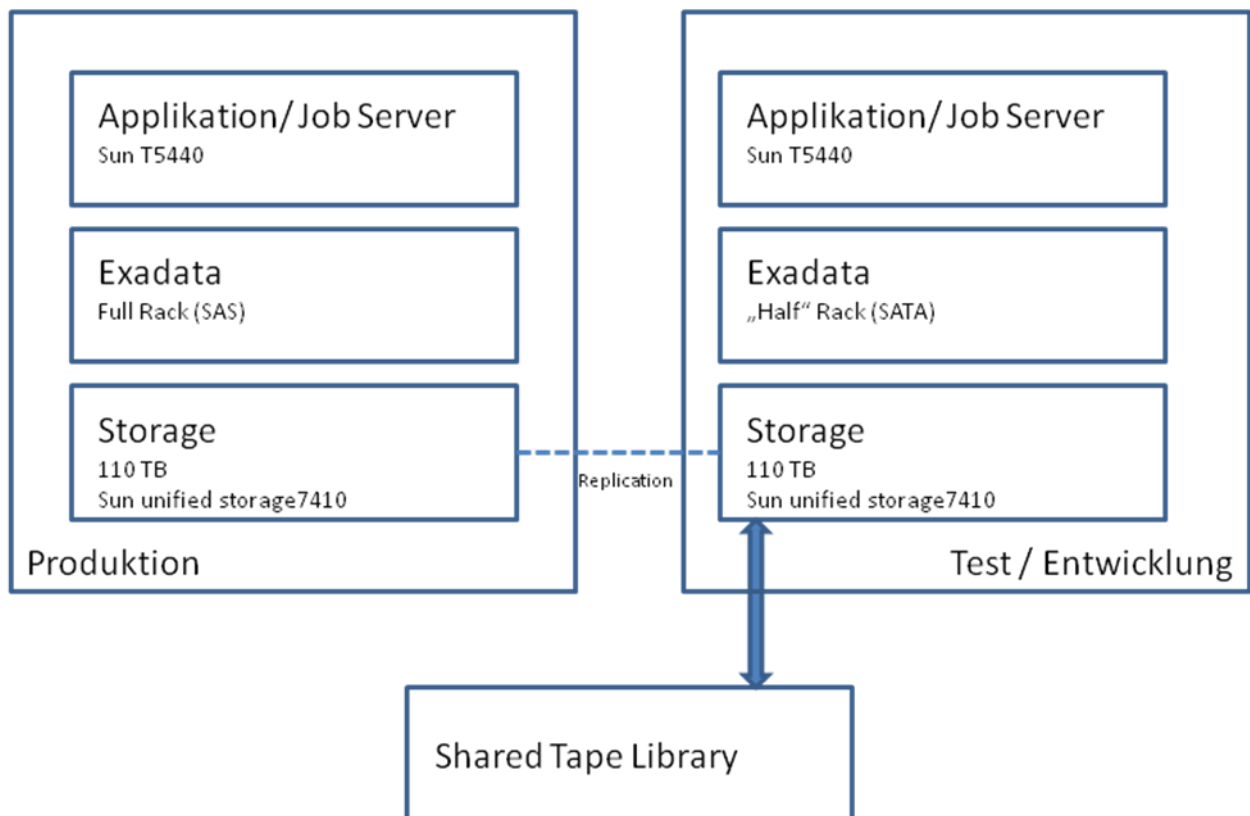 Applikation/Job Server
Sun T5440
Exadata
Full Rack (SAS)
Storage
110 TB
Sun unified storage7410
Produktion
Replication
Applikation/Job Server
Sun T5440
Exadata
„Half“ Rack (SATA)
Storage
110 TB
Sun unified storage7410
Test / Entwicklung
Shared Tape Library